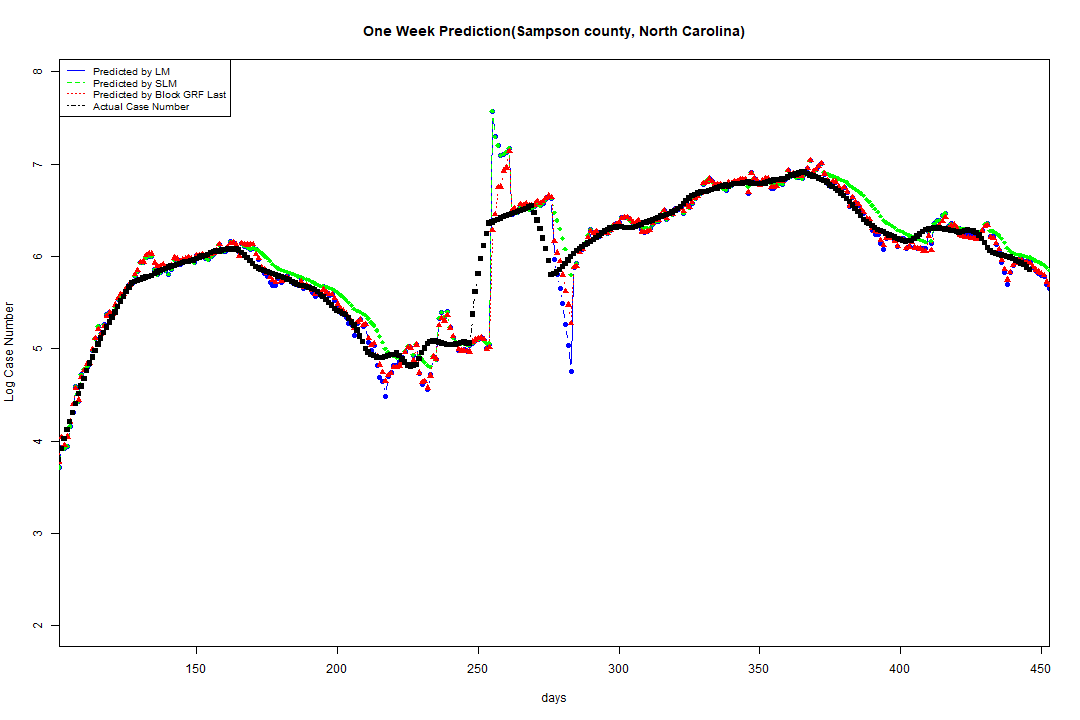 One Week Prediction(Sampson county, North Carolina)
Predicted by LM
Predicted by SLM
Predicted by Block GRF Last
Actual Case Number
8
7
6
5
4
3
2
Log Case Number
150 200 250 300 350 400 450
days